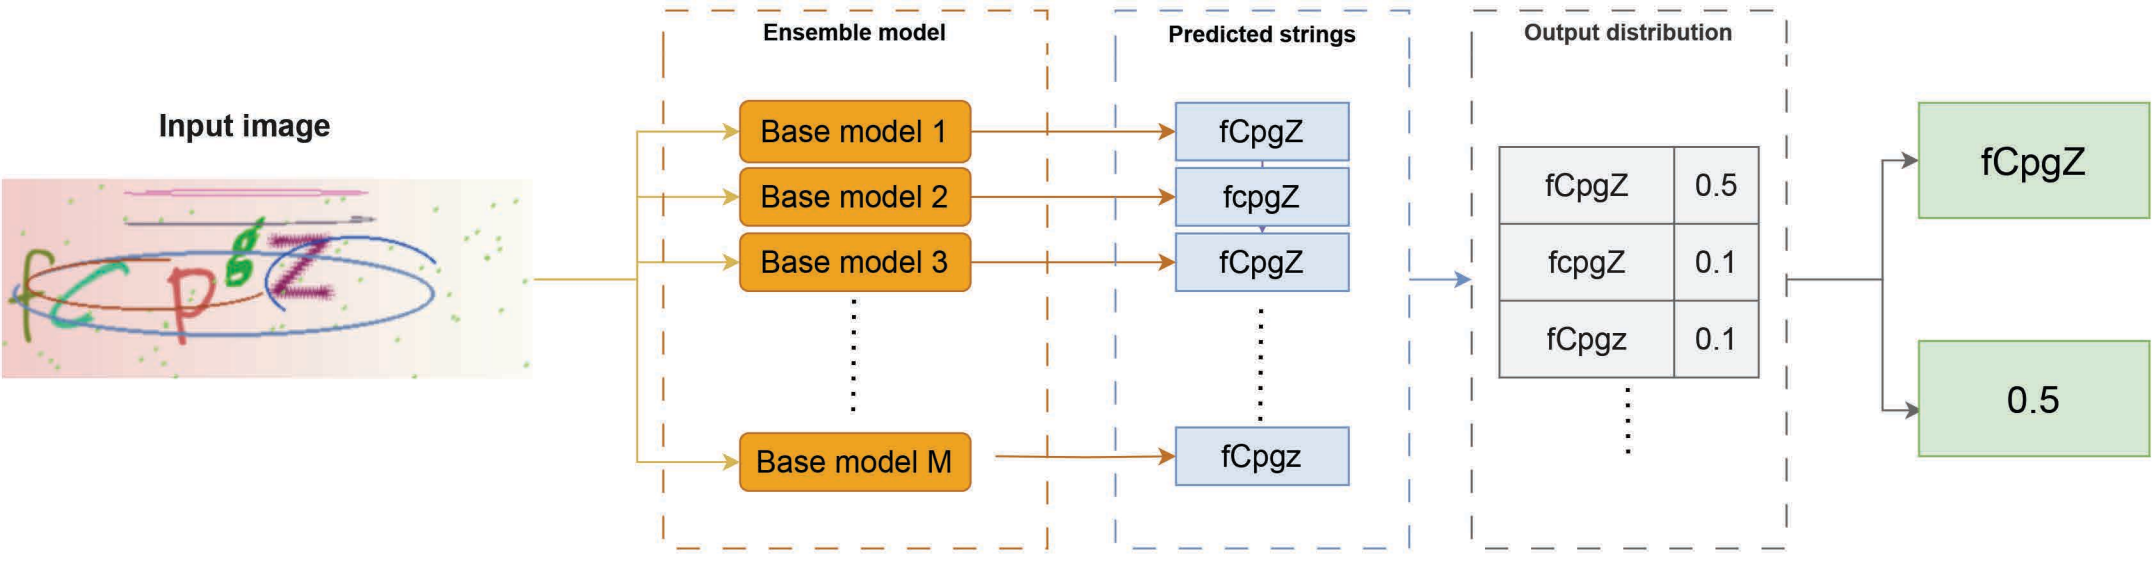 Input image
f C p g Z
Ensemble model
Base model 1
Base model 2
Base model 3
Base model M
Predicted strings
fCpgZ
fcpgZ
fCpgZ
fCpgz
Output distribution
fCpgZ 0.5
fcpgZ 0.1
fCpgz 0.1
fCpgZ
0.5